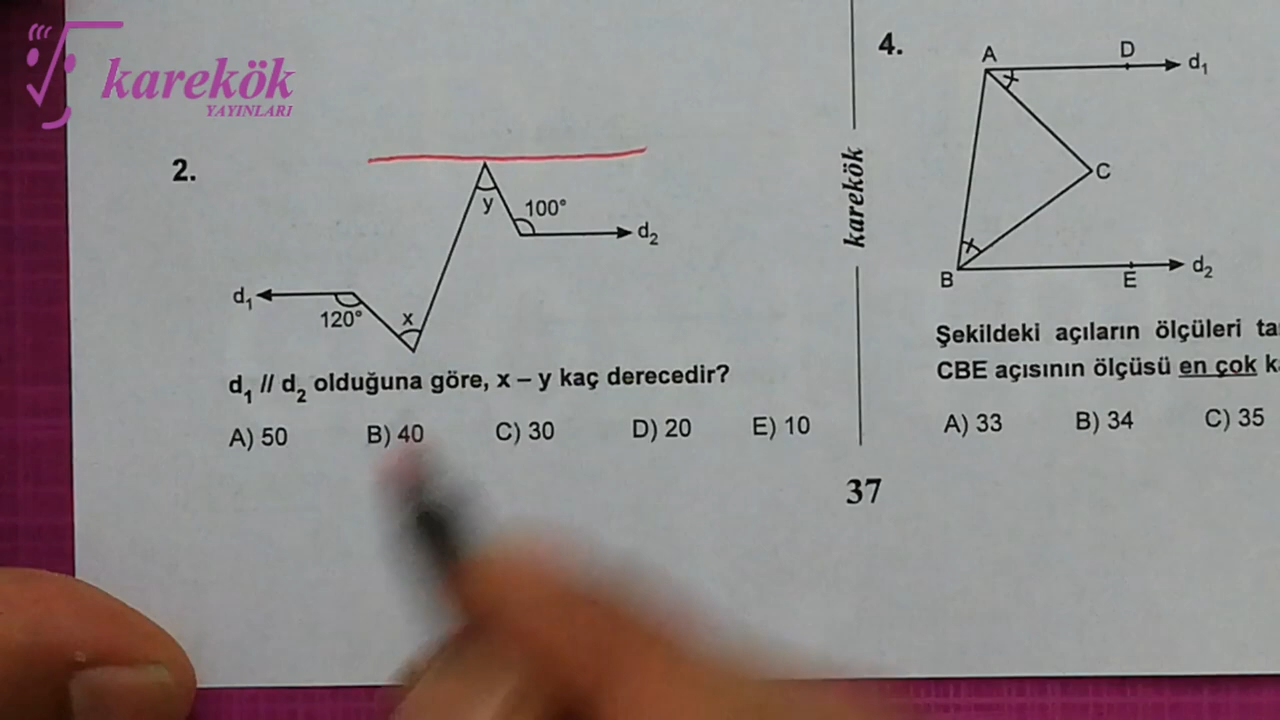 karekök
YAYINLARI
2.
y
100°
d2
d1
120°
x
d1 // d2 olduğuna göre, x – y kaç derecedir?
A) 50 B) 40 C) 30 D) 20 E) 10
karekök
37
4.
A
D
d1
x
C
x
B
E
d2
Şekildeki açıların ölçüleri
CBE açısının ölçüsü en çok
A) 33 B) 34 C) 35